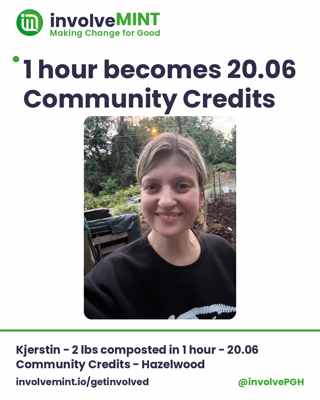 involveMINT
Making Change for Good
1 hour becomes 20.06
Community Credits
Kjerstin - 2 lbs composted in 1 hour - 20.06
Community Credits - Hazelwood
involvemint.io/getinvolved
@involvePGH